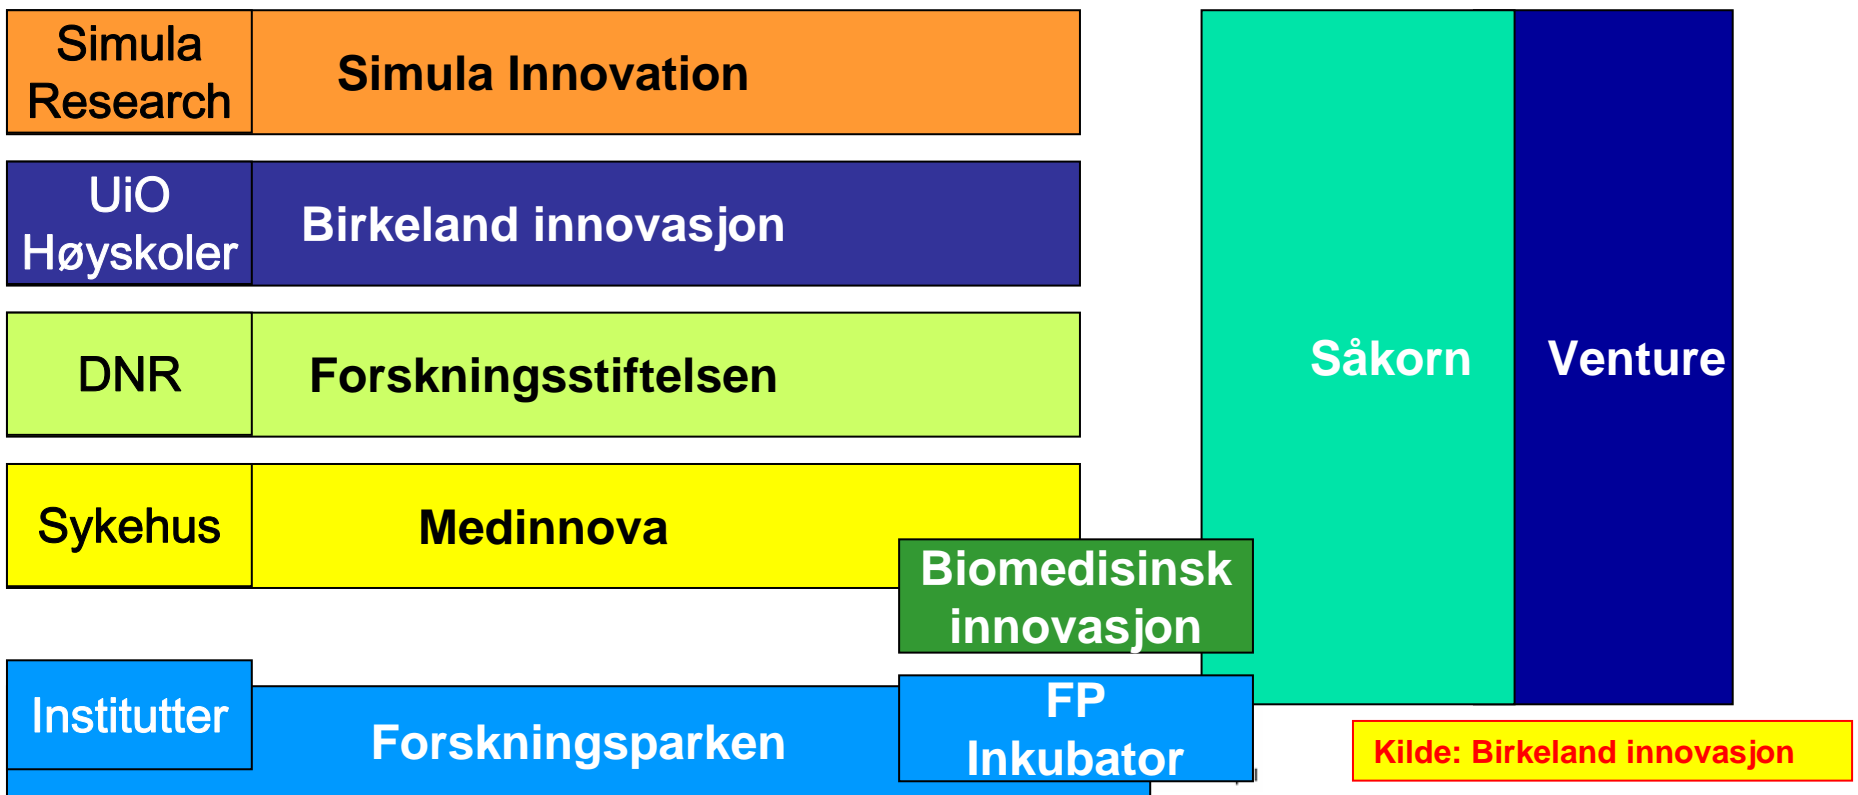 Simula
Research
Simula Innovation
UiO
Høyskoler
Birkeland innovasjon
DNR
Forskningsstiftelsen
Sykehus
Medinnova
Biomedisinsk
innovasjon
Institutter
Forskningsparken
FP
Inkubator
Såkorn
Venture
Kilde: Birkeland innovasjon